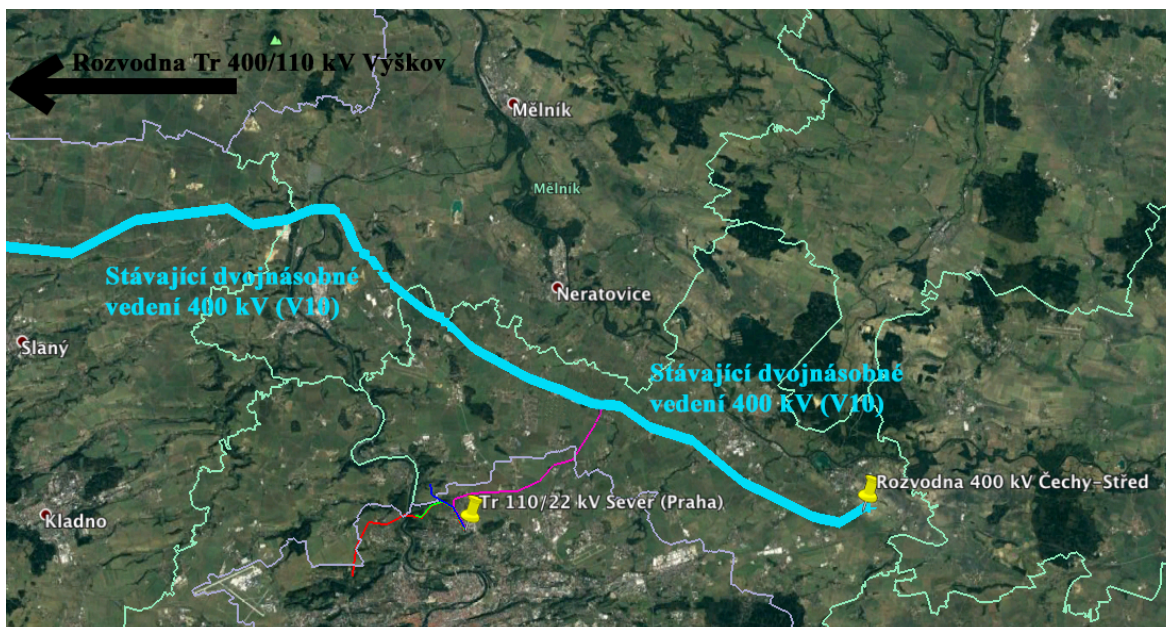 Rozvodna Tr 400/110 kV Výškov
Mělník
Mělník
Stávající dvojnásobné
vedení 400 kV (V10)
Neratovice
Slaný
Stávající dvojnásobné
vedení 400 kV (V10)
Rozvodna 400 kV Čechy-Střed
Tr 110/22 kV Sever (Praha)
Kladno